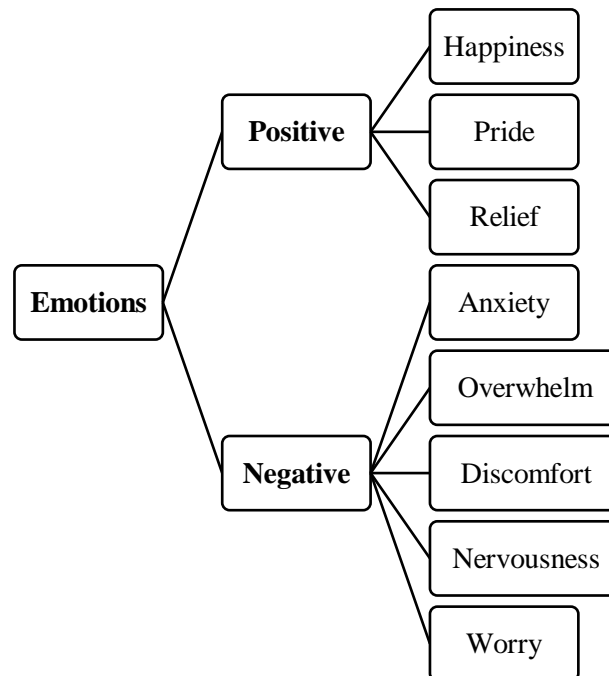 Emotions
Positive
Happiness
Pride
Relief
Negative
Anxiety
Overwhelm
Discomfort
Nervousness
Worry